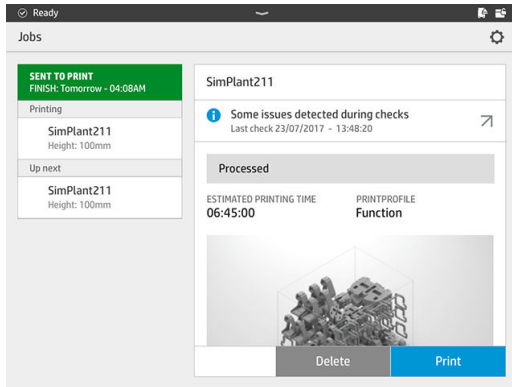 Ready
Jobs
SENT TO PRINT
FINISH: Tomorrow - 04:08AM
Printing
SimPlant211
Height: 100mm
Up next
SimPlant211
Height: 100mm
SimPlant211
Some issues detected during checks
Last check 23/07/2017 - 13:48:20
Processed
ESTIMATED PRINTING TIME
06:45:00
PRINTPROFILE
Function
Delete
Print